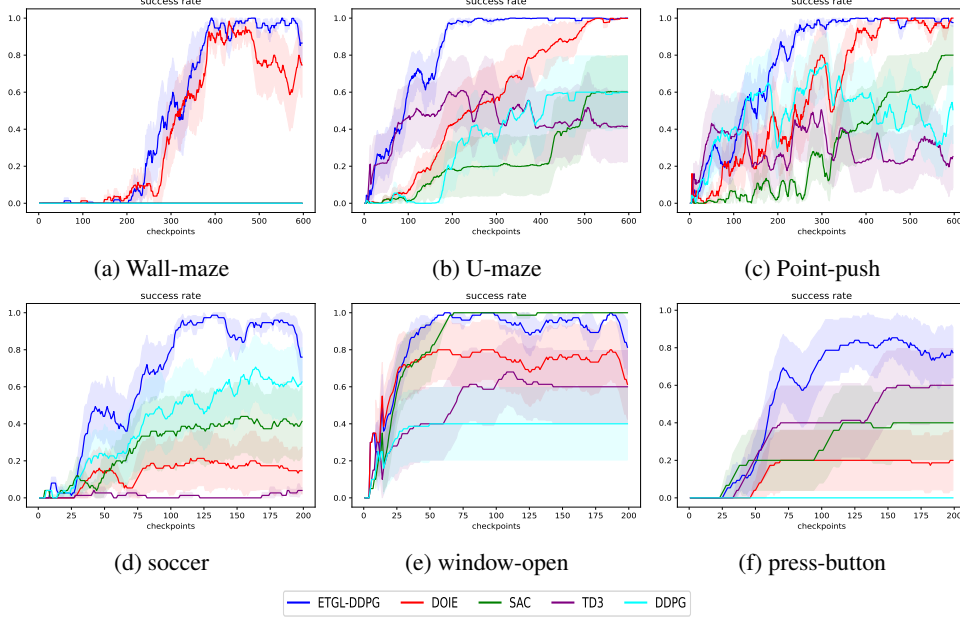 success rate success rate success rate
1.0 1.0 1.0
0.8 0.8 0.8
0.6 0.6 0.6
0.4 0.4 0.4
0.2 0.2 0.2
0.0 0.0 0.0
0 100 200 300 400 500 600 0 100 200 300 400 500 600 0 100 200 300 400 500 600
checkpoints checkpoints checkpoints
(a) Wall-maze (b) U-maze (c) Point-push
success rate success rate success rate
1.0 1.0 1.0
0.8 0.8 0.8
0.6 0.6 0.6
0.4 0.4 0.4
0.2 0.2 0.2
0.0 0.0 0.0
0 25 50 75 100 125 150 175 200 0 25 50 75 100 125 150 175 200 0 25 50 75 100 125 150 175 200
checkpoints checkpoints checkpoints
(d) soccer (e) window-open (f) press-button
ETGL-DDPG DOIE SAC TD3 DDPG